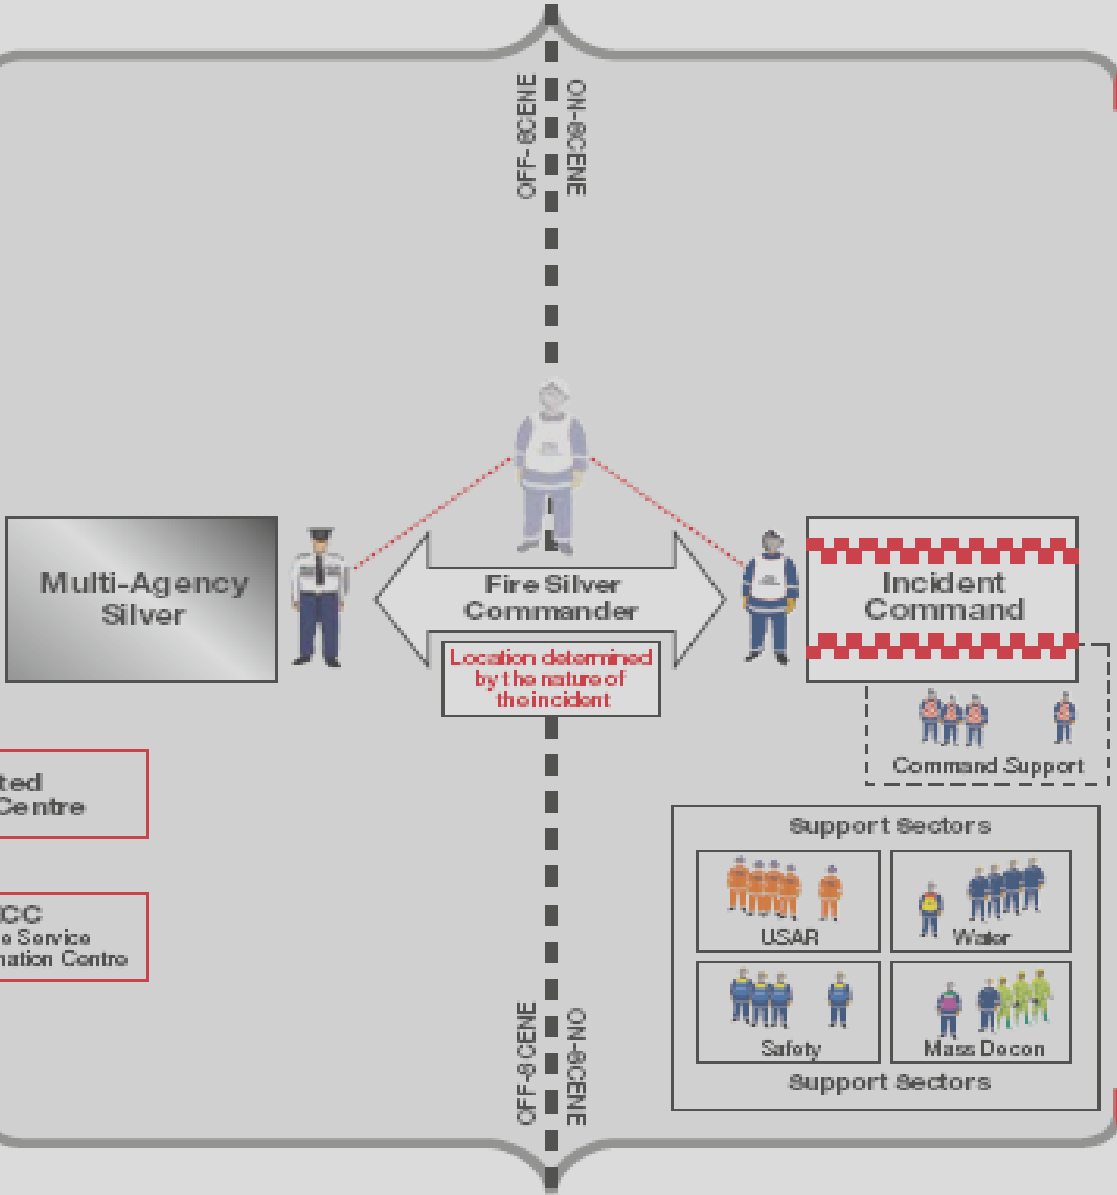 OFF-SCENE
ON-SCENE
Multi-Agency
Silver
Fire Silver
Commander
Location determined
by the nature of
the incident
Incident
Command
Command Support
ted
Centre
CC
e Service
nation Centre
Support Sectors
USAR
Water
Safety
Mass Decon
Support Sectors
OFF-SCENE
ON-SCENE